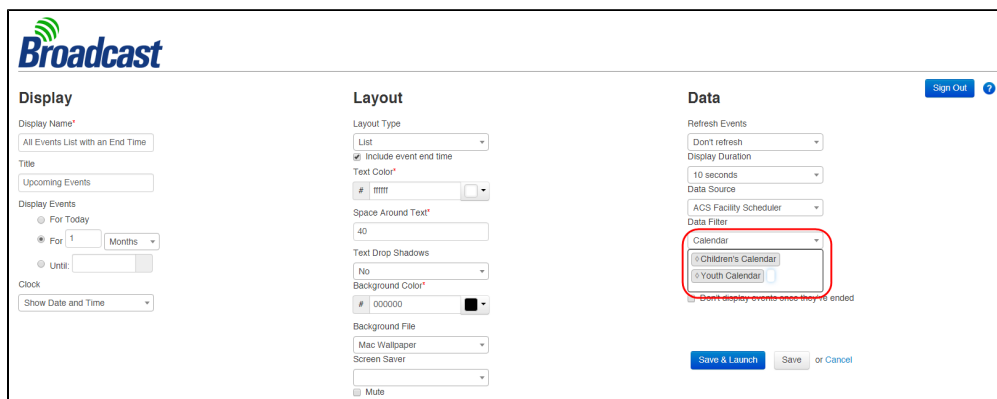 Broadcast
Sign Out
?
Display
Display Name*
All Events List with an End Time
Title
Upcoming Events
Display Events
For Today
For 1 Months
Until:
Clock
Show Date and Time
Layout
Layout Type
List
Include event end time
Text Color*
# ffffff
Space Around Text*
40
Text Drop Shadows
No
Background Color*
# 000000
Background File
Mac Wallpaper
Screen Saver
Mute
Data
Refresh Events
Don't refresh
Display Duration
10 seconds
Data Source
ACS Facility Scheduler
Data Filter
Calendar
Children's Calendar
Youth Calendar
Don't display events once they've ended
Save & Launch Save or Cancel